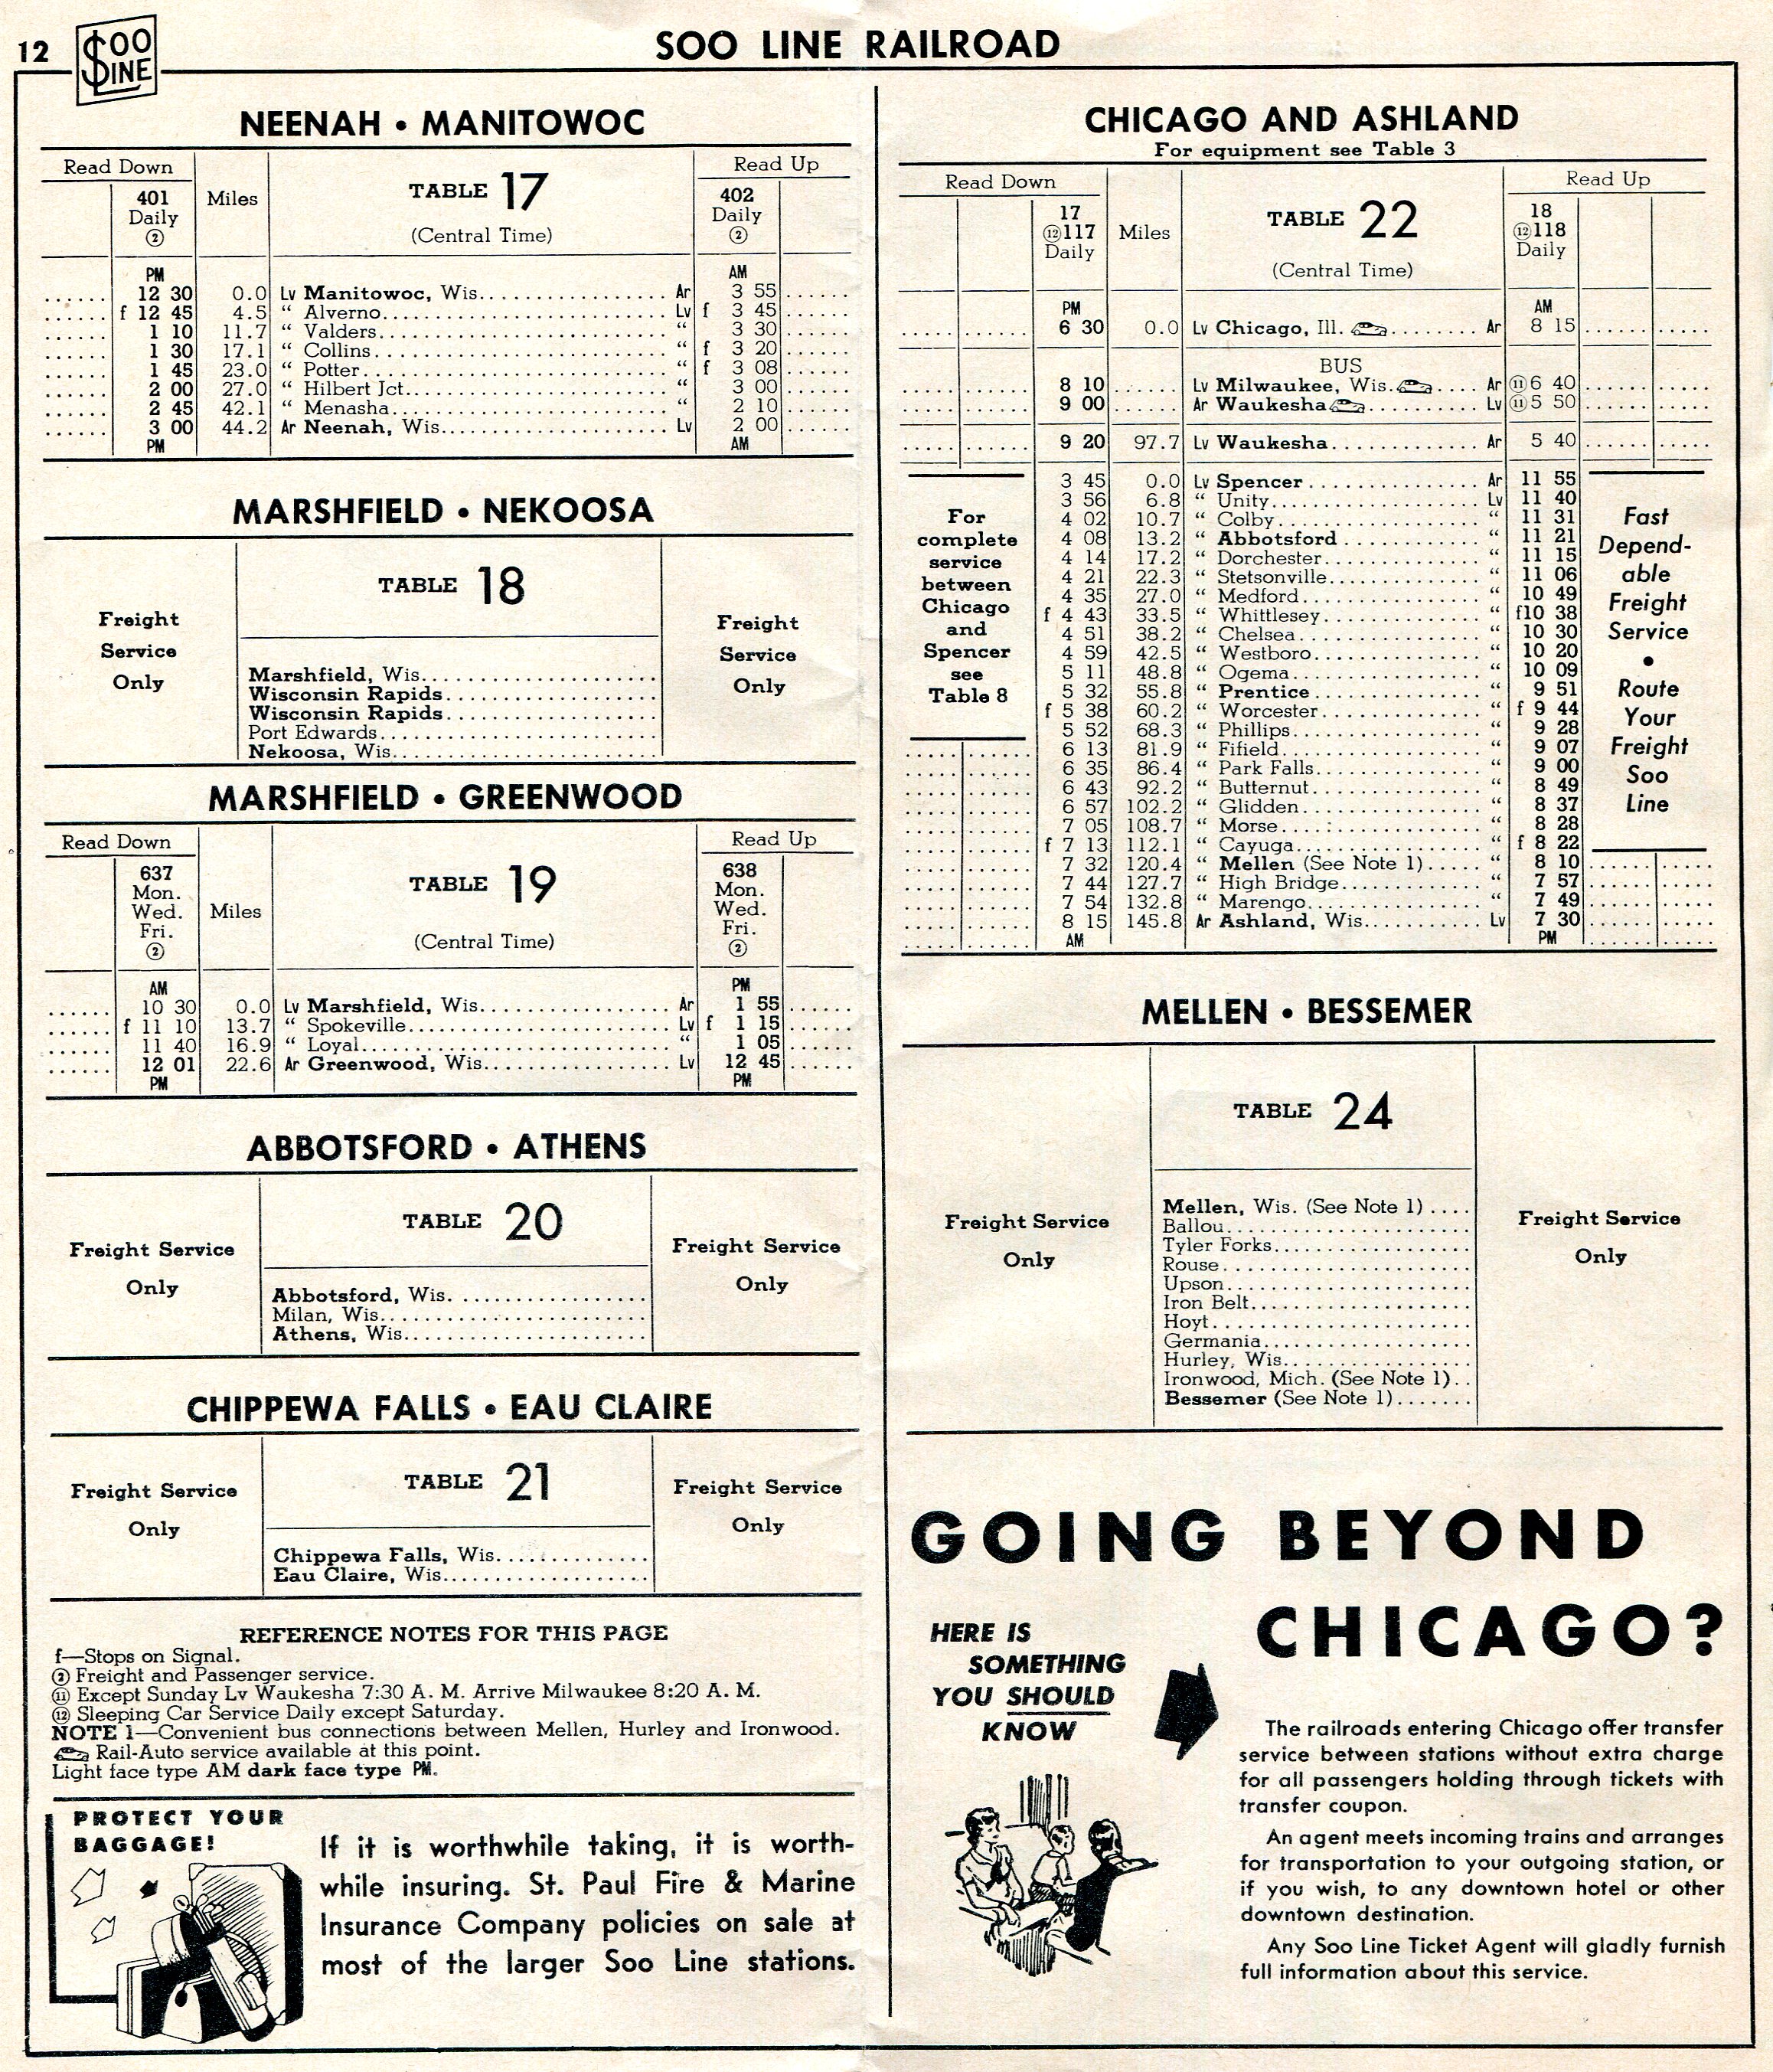 12
SOO LINE
SOO LINE RAILROAD
NEENAH • MANITOWOC
Read Down
Read Up
401
Daily
②
Miles
TABLE 17
(Central Time)
402
Daily
②
PM
AM
12 30 0.0 Lv Manitowoc, Wis. Ar 3 55
f 12 45 4.5 “ Alverno Lv f 3 45
1 10 11.7 “ Valders “ 3 30
1 30 17.1 “ Collins “ f 3 20
1 45 23.0 “ Potter “ f 3 08
2 00 27.0 “ Hilbert Jct. “ 3 00
2 45 42.1 “ Menasha “ 2 10
3 00 44.2 Ar Neenah, Wis. Lv 2 00
PM
AM
MARSHFIELD • NEKOOSA
TABLE 18
Freight
Service
Only
Freight
Service
Only
Marshfield, Wis.
Wisconsin Rapids
Wisconsin Rapids
Port Edwards
Nekoosa, Wis.
MARSHFIELD • GREENWOOD
Read Down
Read Up
637
Mon.
Wed.
Fri.
②
Miles
TABLE 19
(Central Time)
638
Mon.
Wed.
Fri.
②
AM
PM
10 30 0.0 Lv Marshfield, Wis. Ar 1 55
f 11 10 13.7 “ Spokeville Lv f 1 15
11 40 16.9 “ Loyal “ 1 05
12 01 22.6 Ar Greenwood, Wis. Lv 12 45
PM
PM
ABBOTSFORD • ATHENS
TABLE 20
Freight Service
Only
Freight Service
Only
Abbotsford, Wis.
Milan, Wis.
Athens, Wis.
CHIPPEWA FALLS • EAU CLAIRE
TABLE 21
Freight Service
Only
Freight Service
Only
Chippewa Falls, Wis.
Eau Claire, Wis.
REFERENCE NOTES FOR THIS PAGE
f—Stops on Signal.
② Freight and Passenger service.
⑪ Except Sunday Lv Waukesha 7:30 A. M. Arrive Milwaukee 8:20 A. M.
⑫ Sleeping Car Service Daily except Saturday.
NOTE 1—Convenient bus connections between Mellen, Hurley and Ironwood.
Rail-Auto service available at this point.
Light face type AM dark face type PM.
PROTECT YOUR
BAGGAGE!
If it is worthwhile taking, it is worth-
while insuring. St. Paul Fire & Marine
Insurance Company policies on sale at
most of the larger Soo Line stations.
CHICAGO AND ASHLAND
For equipment see Table 3
Read Down
Read Up
17
⑫117
Daily
Miles
TABLE 22
(Central Time)
18
⑫118
Daily
PM
AM
6 30 0.0 Lv Chicago, Ill. Ar 8 15
BUS
8 10 Lv Milwaukee, Wis. Ar ⑪6 40
9 00 Ar Waukesha Lv ⑪5 50
9 20 97.7 Lv Waukesha Ar 5 40
3 45 0.0 Lv Spencer Ar 11 55
3 56 6.8 “ Unity Lv 11 40
4 02 10.7 “ Colby “ 11 31
4 08 13.2 “ Abbotsford “ 11 21
4 14 17.2 “ Dorchester “ 11 15
4 21 22.3 “ Stetsonville “ 11 06
4 35 27.0 “ Medford “ 10 49
f 4 43 33.5 “ Whittlesey “ f10 38
4 51 38.2 “ Chelsea “ 10 30
4 59 42.5 “ Westboro “ 10 20
5 11 48.8 “ Ogema “ 10 09
5 32 55.8 “ Prentice “ 9 51
f 5 38 60.2 “ Worcester “ f 9 44
5 52 68.3 “ Phillips “ 9 28
6 13 81.9 “ Fifield “ 9 07
6 35 86.4 “ Park Falls “ 9 00
6 43 92.2 “ Butternut “ 8 49
6 57 102.2 “ Glidden “ 8 37
7 05 108.7 “ Morse “ 8 28
f 7 13 112.1 “ Cayuga “ f 8 22
7 32 120.4 “ Mellen (See Note 1) “ 8 10
7 44 127.7 “ High Bridge “ 7 57
7 54 132.8 “ Marengo “ 7 49
8 15 145.8 Ar Ashland, Wis. Lv 7 30
AM
PM
For
complete
service
between
Chicago
and
Spencer
see
Table 8
Fast
Depend-
able
Freight
Service
•
Route
Your
Freight
Soo
Line
MELLEN • BESSEMER
TABLE 24
Freight Service
Only
Freight Service
Only
Mellen, Wis. (See Note 1)
Ballou
Tyler Forks
Rouse
Upson
Iron Belt
Hoyt
Germania
Hurley, Wis.
Ironwood, Mich. (See Note 1)
Bessemer (See Note 1)
GOING BEYOND
CHICAGO?
HERE IS
SOMETHING
YOU SHOULD
KNOW
The railroads entering Chicago offer transfer
service between stations without extra charge
for all passengers holding through tickets with
transfer coupon.
An agent meets incoming trains and arranges
for transportation to your outgoing station, or
if you wish, to any downtown hotel or other
downtown destination.
Any Soo Line Ticket Agent will gladly furnish
full information about this service.